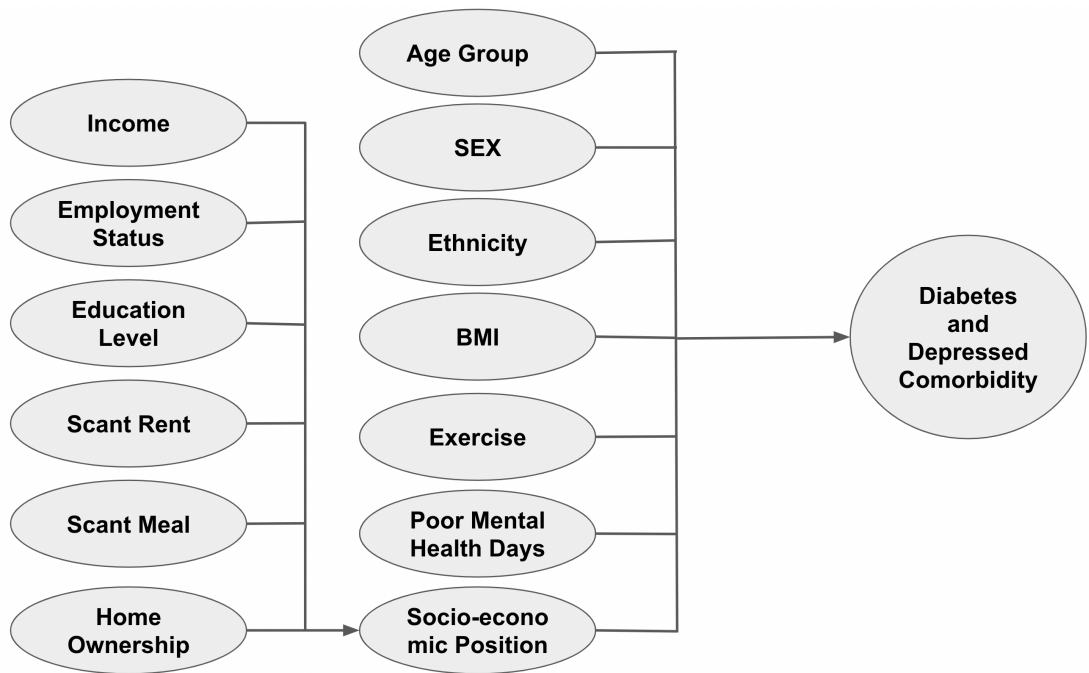 Income
Employment
Status
Education
Level
Scant Rent
Scant Meal
Home
Ownership
Age Group
SEX
Ethnicity
BMI
Exercise
Poor Mental
Health Days
Socio-econo
mic Position
Diabetes
and
Depressed
Comorbidity